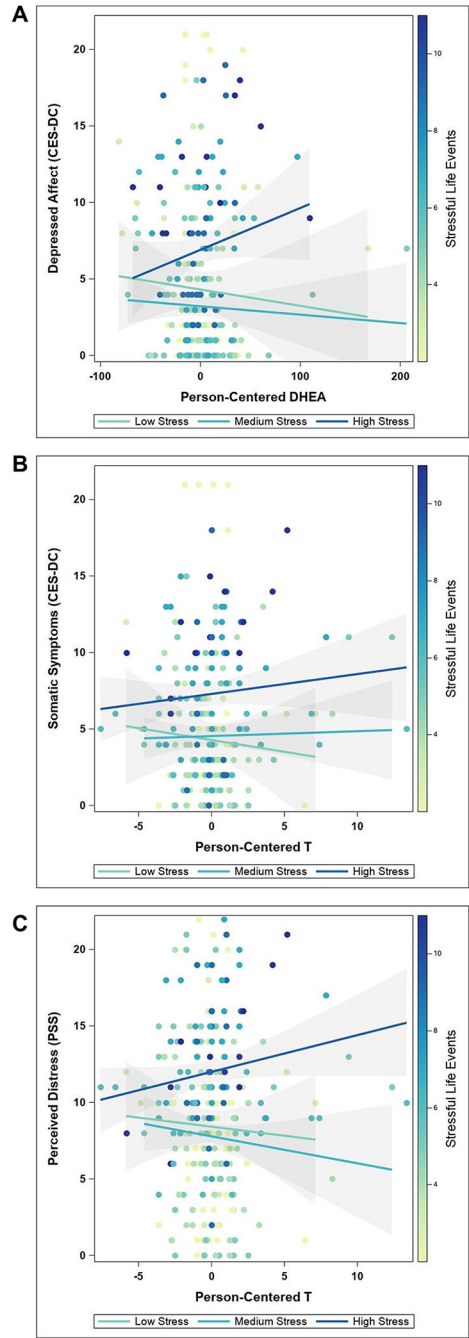 A
20
15
10
5
0
Depressed Affect (CES-DC)
-100 0 100 200
Person-Centered DHEA
10
8
6
4
Stressful Life Events
Low Stress Medium Stress High Stress
B
20
15
10
5
0
Somatic Symptoms (CES-DC)
-5 0 5 10
Person-Centered T
10
8
6
4
Stressful Life Events
Low Stress Medium Stress High Stress
C
20
15
10
5
0
Perceived Distress (PSS)
-5 0 5 10
Person-Centered T
10
8
6
4
Stressful Life Events
Low Stress Medium Stress High Stress